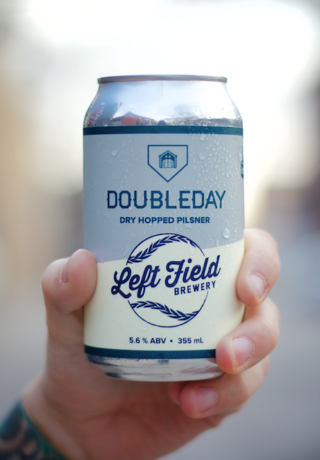 DOUBLEDAY
DRY HOPPED PILSNER
Left Field
BREWERY
5.6 % ABV • 355 mL